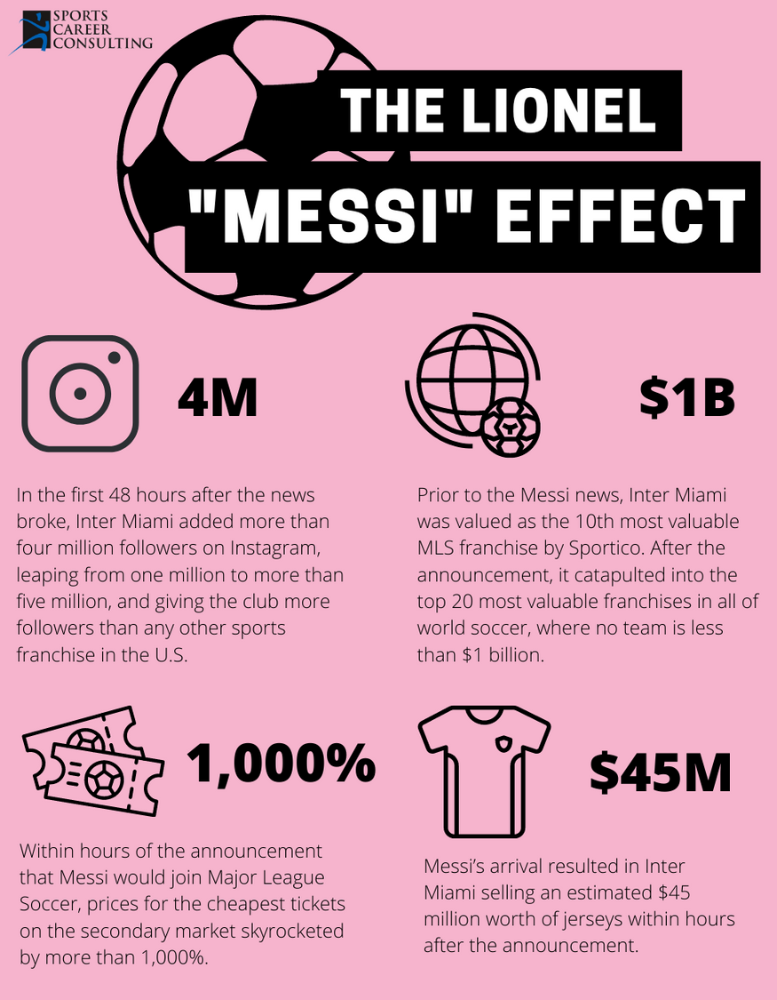 SPORTS
CAREER
CONSULTING
THE LIONEL
"MESSI" EFFECT
4M
In the first 48 hours after the news
broke, Inter Miami added more than
four million followers on Instagram,
leaping from one million to more than
five million, and giving the club more
followers than any other sports
franchise in the U.S.
$1B
Prior to the Messi news, Inter Miami
was valued as the 10th most valuable
MLS franchise by Sportico. After the
announcement, it catapulted into the
top 20 most valuable franchises in all of
world soccer, where no team is less
than $1 billion.
1,000%
Within hours of the announcement
that Messi would join Major League
Soccer, prices for the cheapest tickets
on the secondary market skyrocketed
by more than 1,000%.
$45M
Messi’s arrival resulted in Inter
Miami selling an estimated $45
million worth of jerseys within hours
after the announcement.